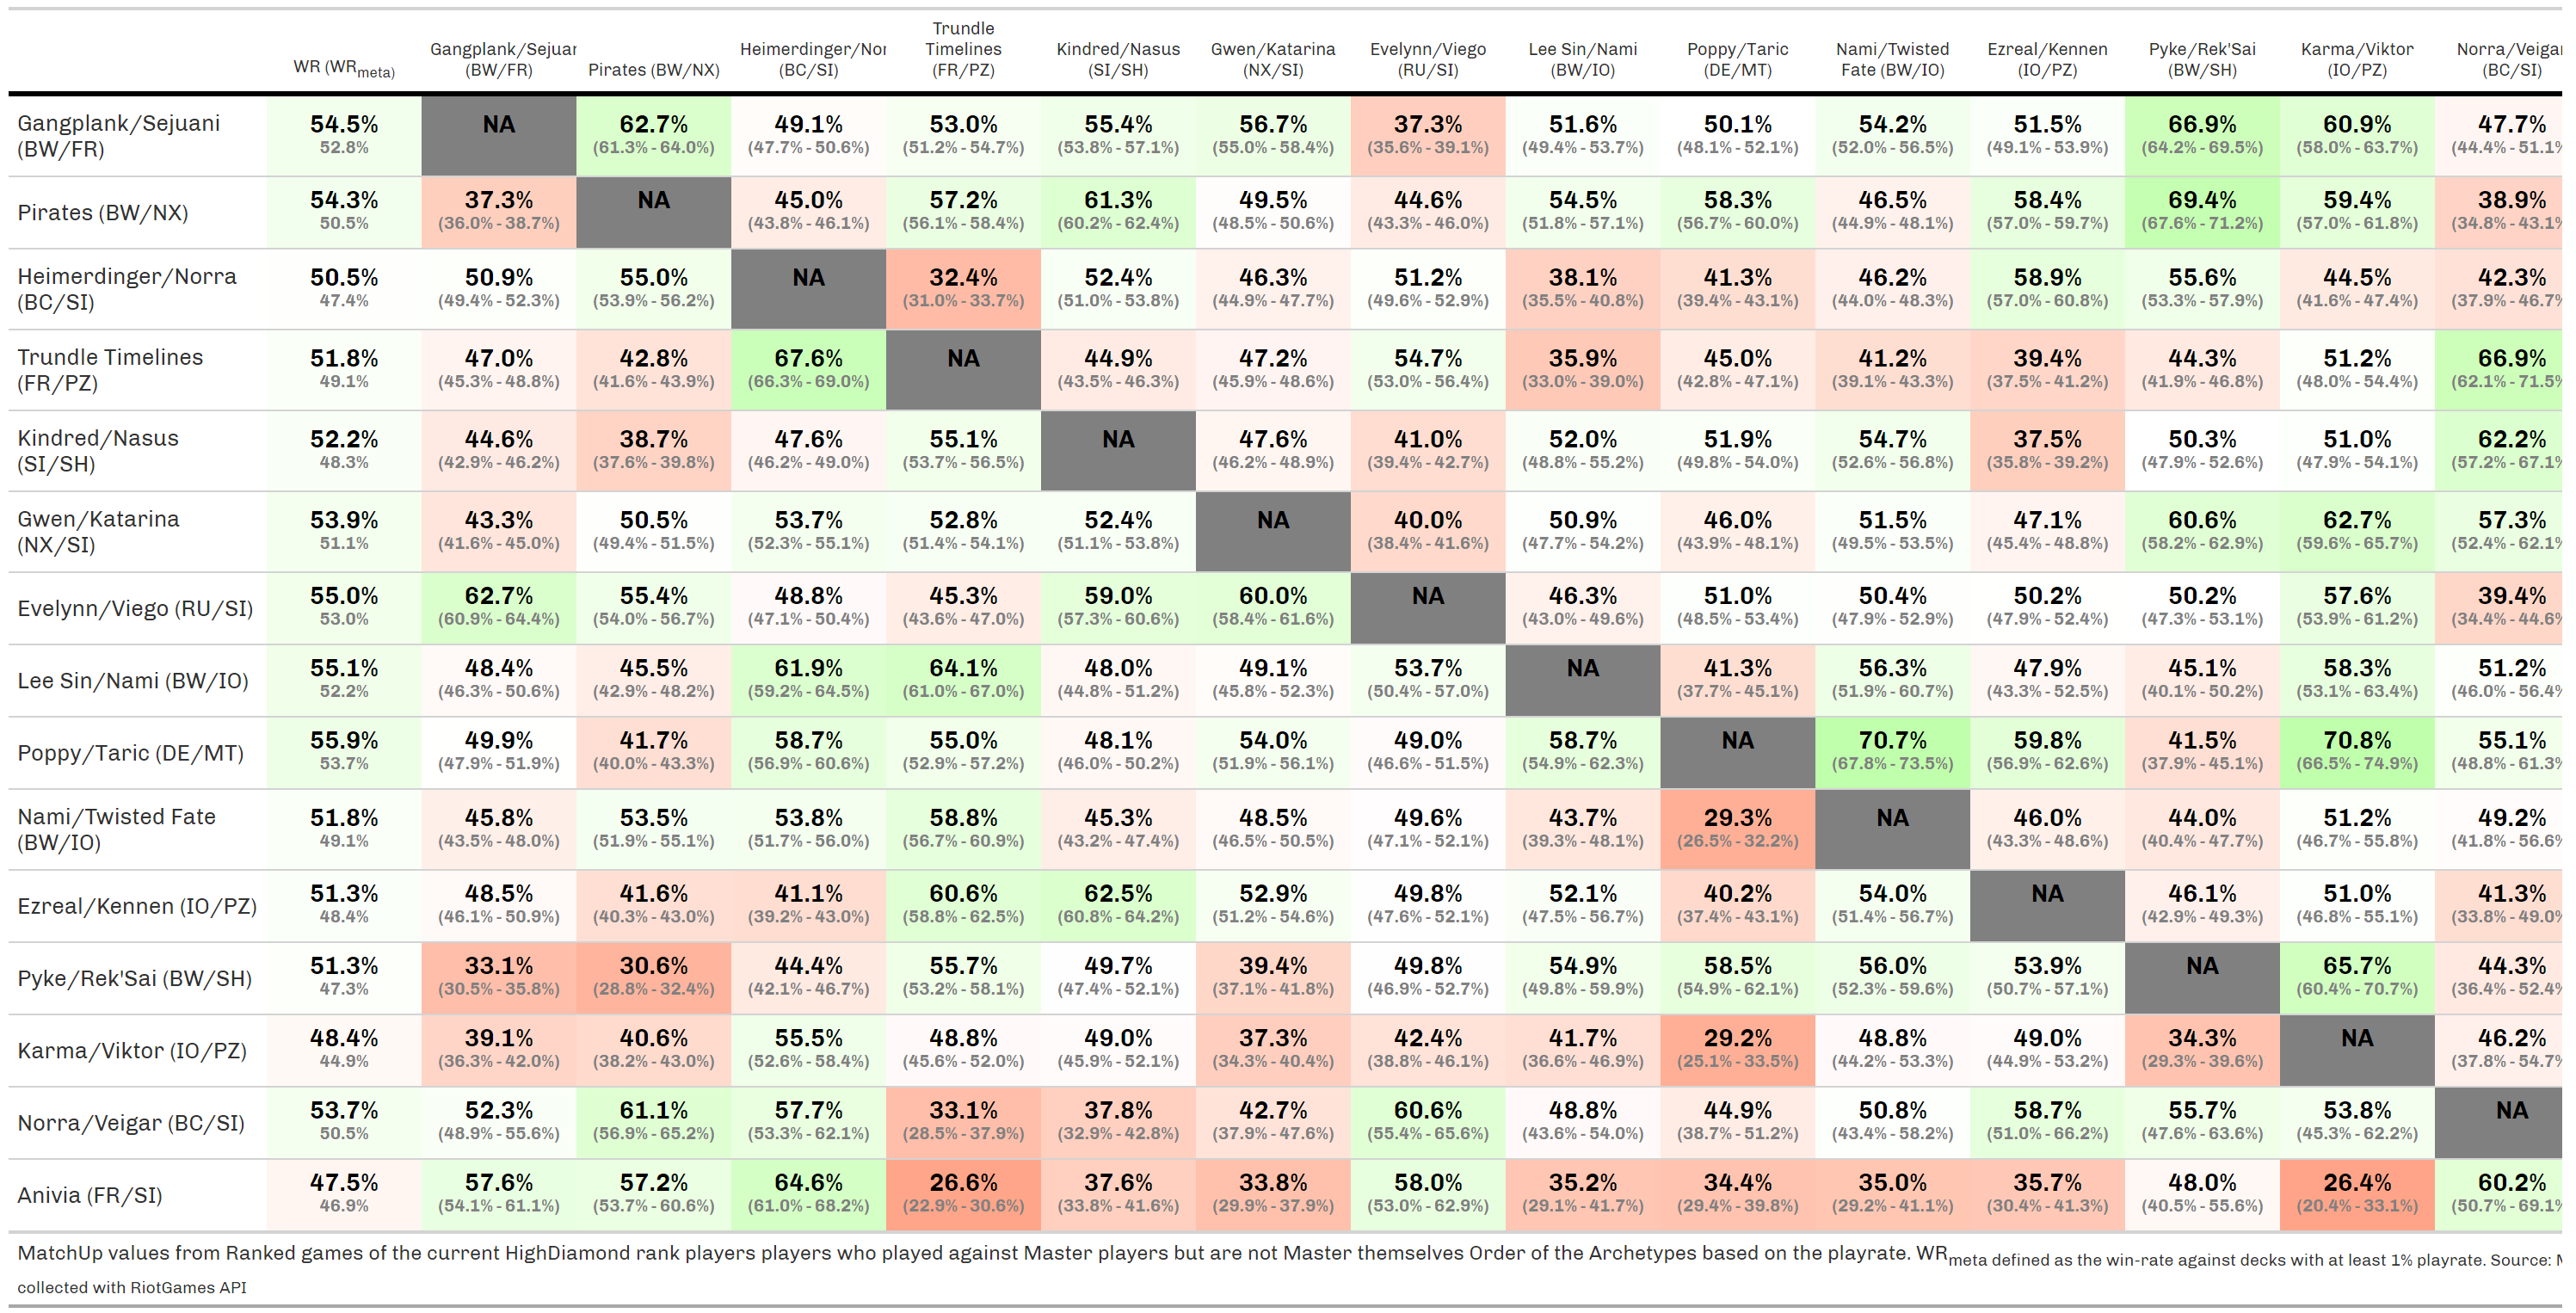 WR (WRmeta) Gangplank/Sejuar (BW/FR) Pirates (BW/NX) Heimerdinger/Nor (BC/SI) Trundle Timelines (FR/PZ) Kindred/Nasus (SI/SH) Gwen/Katarina (NX/SI) Evelynn/Viego (RU/SI) Lee Sin/Nami (BW/IO) Poppy/Taric (DE/MT) Nami/Twisted Fate (BW/IO) Ezreal/Kennen (IO/PZ) Pyke/Rek'Sai (BW/SH) Karma/Viktor (IO/PZ) Norra/Veigar (BC/SI)
Gangplank/Sejuani (BW/FR) 54.5% NA 62.7% 49.1% 53.0% 55.4% 56.7% 37.3% 51.6% 50.1% 54.2% 51.5% 66.9% 60.9% 47.7%
52.8% (61.3% - 64.0%) (47.7% - 50.6%) (51.2% - 54.7%) (53.8% - 57.1%) (55.0% - 58.4%) (35.6% - 39.1%) (49.4% - 53.7%) (48.1% - 52.1%) (52.0% - 56.5%) (49.1% - 53.9%) (64.2% - 69.5%) (58.0% - 63.7%) (44.4% - 51.1%
Pirates (BW/NX) 54.3% 37.3% NA 45.0% 57.2% 61.3% 49.5% 44.6% 54.5% 58.3% 46.5% 58.4% 69.4% 59.4% 38.9%
50.5% (36.0% - 38.7%) (43.8% - 46.1%) (56.1% - 58.4%) (60.2% - 62.4%) (48.5% - 50.6%) (43.3% - 46.0%) (51.8% - 57.1%) (56.7% - 60.0%) (44.9% - 48.1%) (57.0% - 59.7%) (67.6% - 71.2%) (57.0% - 61.8%) (34.8% - 43.1%
Heimerdinger/Norra (BC/SI) 50.5% 50.9% 55.0% NA 32.4% 52.4% 46.3% 51.2% 38.1% 41.3% 46.2% 58.9% 55.6% 44.5% 42.3%
47.4% (49.4% - 52.3%) (53.9% - 56.2%) (31.0% - 33.7%) (51.0% - 53.8%) (44.9% - 47.7%) (49.6% - 52.9%) (35.5% - 40.8%) (39.4% - 43.1%) (44.0% - 48.3%) (57.0% - 60.8%) (53.3% - 57.9%) (41.6% - 47.4%) (37.9% - 46.7%
Trundle Timelines (FR/PZ) 51.8% 47.0% 42.8% 67.6% NA 44.9% 47.2% 54.7% 35.9% 45.0% 41.2% 39.4% 44.3% 51.2% 66.9%
49.1% (45.3% - 48.8%) (41.6% - 43.9%) (66.3% - 69.0%) (43.5% - 46.3%) (45.9% - 48.6%) (53.0% - 56.4%) (33.0% - 39.0%) (42.8% - 47.1%) (39.1% - 43.3%) (37.5% - 41.2%) (41.9% - 46.8%) (48.0% - 54.4%) (62.1% - 71.5%
Kindred/Nasus (SI/SH) 52.2% 44.6% 38.7% 47.6% 55.1% NA 47.6% 41.0% 52.0% 51.9% 54.7% 37.5% 50.3% 51.0% 62.2%
48.3% (42.9% - 46.2%) (37.6% - 39.8%) (46.2% - 49.0%) (53.7% - 56.5%) (46.2% - 48.9%) (39.4% - 42.7%) (48.8% - 55.2%) (49.8% - 54.0%) (52.6% - 56.8%) (35.8% - 39.2%) (47.9% - 52.6%) (47.9% - 54.1%) (57.2% - 67.1%
Gwen/Katarina (NX/SI) 53.9% 43.3% 50.5% 53.7% 52.8% 52.4% NA 40.0% 50.9% 46.0% 51.5% 47.1% 60.6% 62.7% 57.3%
51.1% (41.6% - 45.0%) (49.4% - 51.5%) (52.3% - 55.1%) (51.4% - 54.1%) (51.1% - 53.8%) (38.4% - 41.6%) (47.7% - 54.2%) (43.9% - 48.1%) (49.5% - 53.5%) (45.4% - 48.8%) (58.2% - 62.9%) (59.6% - 65.7%) (52.4% - 62.1%
Evelynn/Viego (RU/SI) 55.0% 62.7% 55.4% 48.8% 45.3% 59.0% 60.0% NA 46.3% 51.0% 50.4% 50.2% 50.2% 57.6% 39.4%
53.0% (60.9% - 64.4%) (54.0% - 56.7%) (47.1% - 50.4%) (43.6% - 47.0%) (57.3% - 60.6%) (58.4% - 61.6%) (43.0% - 49.6%) (48.5% - 53.4%) (47.9% - 52.9%) (47.9% - 52.4%) (47.3% - 53.1%) (53.9% - 61.2%) (34.4% - 44.6%
Lee Sin/Nami (BW/IO) 55.1% 48.4% 45.5% 61.9% 64.1% 48.0% 49.1% 53.7% NA 41.3% 56.3% 47.9% 45.1% 58.3% 51.2%
52.2% (46.3% - 50.6%) (42.9% - 48.2%) (59.2% - 64.5%) (61.0% - 67.0%) (44.8% - 51.2%) (45.8% - 52.3%) (50.4% - 57.0%) (37.7% - 45.1%) (51.9% - 60.7%) (43.3% - 52.5%) (40.1% - 50.2%) (53.1% - 63.4%) (46.0% - 56.4%
Poppy/Taric (DE/MT) 55.9% 49.9% 41.7% 58.7% 55.0% 48.1% 54.0% 49.0% 58.7% NA 70.7% 59.8% 41.5% 70.8% 55.1%
53.7% (47.9% - 51.9%) (40.0% - 43.3%) (56.9% - 60.6%) (52.9% - 57.2%) (46.0% - 50.2%) (51.9% - 56.1%) (46.6% - 51.5%) (54.9% - 62.3%) (67.8% - 73.5%) (56.9% - 62.6%) (37.9% - 45.1%) (66.5% - 74.9%) (48.8% - 61.3%
Nami/Twisted Fate (BW/IO) 51.8% 45.8% 53.5% 53.8% 58.8% 45.3% 48.5% 49.6% 43.7% 29.3% NA 46.0% 44.0% 51.2% 49.2%
49.1% (43.5% - 48.0%) (51.9% - 55.1%) (51.7% - 56.0%) (56.7% - 60.9%) (43.2% - 47.4%) (46.5% - 50.5%) (47.1% - 52.1%) (39.3% - 48.1%) (26.5% - 32.2%) (43.3% - 48.6%) (40.4% - 47.7%) (46.7% - 55.8%) (41.8% - 56.6%
Ezreal/Kennen (IO/PZ) 51.3% 48.5% 41.6% 41.1% 60.6% 62.5% 52.9% 49.8% 52.1% 40.2% 54.0% NA 46.1% 51.0% 41.3%
48.4% (46.1% - 50.9%) (40.3% - 43.0%) (39.2% - 43.0%) (58.8% - 62.5%) (60.8% - 64.2%) (51.2% - 54.6%) (47.6% - 52.1%) (47.5% - 56.7%) (37.4% - 43.1%) (51.4% - 56.7%) (42.9% - 49.3%) (46.8% - 55.1%) (33.8% - 49.0%
Pyke/Rek'Sai (BW/SH) 51.3% 33.1% 30.6% 44.4% 55.7% 49.7% 39.4% 49.8% 54.9% 58.5% 56.0% 53.9% NA 65.7% 44.3%
47.3% (30.5% - 35.8%) (28.8% - 32.4%) (42.1% - 46.7%) (53.2% - 58.1%) (47.4% - 52.1%) (37.1% - 41.8%) (46.9% - 52.7%) (49.8% - 59.9%) (54.9% - 62.1%) (52.3% - 59.6%) (50.7% - 57.1%) (60.4% - 70.7%) (36.4% - 52.4%
Karma/Viktor (IO/PZ) 48.4% 39.1% 40.6% 55.5% 48.8% 49.0% 37.3% 42.4% 41.7% 29.2% 48.8% 49.0% 34.3% NA 46.2%
44.9% (36.3% - 42.0%) (38.2% - 43.0%) (52.6% - 58.4%) (45.6% - 52.0%) (45.9% - 52.1%) (34.3% - 40.4%) (38.8% - 46.1%) (36.6% - 46.9%) (25.1% - 33.5%) (44.2% - 53.3%) (44.9% - 53.2%) (29.3% - 39.6%) (37.8% - 54.7%
Norra/Veigar (BC/SI) 53.7% 52.3% 61.1% 57.7% 33.1% 37.8% 42.7% 60.6% 48.8% 44.9% 50.8% 58.7% 55.7% 53.8% NA
50.5% (48.9% - 55.6%) (56.9% - 65.2%) (53.3% - 62.1%) (28.5% - 37.9%) (32.9% - 42.8%) (37.9% - 47.6%) (55.4% - 65.6%) (43.6% - 54.0%) (38.7% - 51.2%) (43.4% - 58.2%) (51.0% - 66.2%) (47.6% - 63.6%) (45.3% - 62.2%)
Anivia (FR/SI) 47.5% 57.6% 57.2% 64.6% 26.6% 37.6% 33.8% 58.0% 35.2% 34.4% 35.0% 35.7% 48.0% 26.4% 60.2%
46.9% (54.1% - 61.1%) (53.7% - 60.6%) (61.0% - 68.2%) (22.9% - 30.6%) (33.8% - 41.6%) (29.9% - 37.9%) (53.0% - 62.9%) (29.1% - 41.7%) (29.4% - 39.8%) (29.2% - 41.1%) (30.4% - 41.3%) (40.5% - 55.6%) (20.4% - 33.1%) (50.7% - 69.1%
MatchUp values from Ranked games of the current HighDiamond rank players players who played against Master players but are not Master themselves Order of the Archetypes based on the playrate. WRmeta defined as the win-rate against decks with at least 1% playrate. Source:
collected with RiotGames API